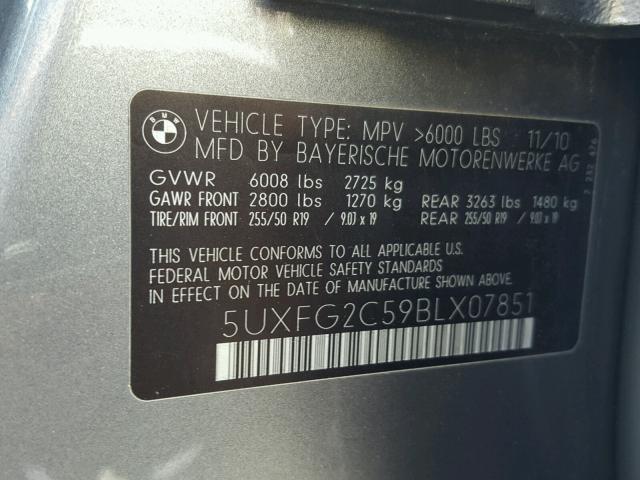 BMW
VEHICLE TYPE: MPV >6000 LBS 11/10
MFD BY BAYERISCHE MOTORENWERKE AG
GVWR 6008 lbs 2725 kg
GAWR FRONT 2800 lbs 1270 kg REAR 3263 lbs 1480 kg
TIRE/RIM FRONT 255/50 R19 / 9.0J x 19 REAR 255/50 R19 / 9.0J x 19
THIS VEHICLE CONFORMS TO ALL APPLICABLE U.S.
FEDERAL MOTOR VEHICLE SAFETY STANDARDS
IN EFFECT ON THE DATE OF MANUFACTURE SHOWN ABOVE.
5UXFG2C59BLX07851